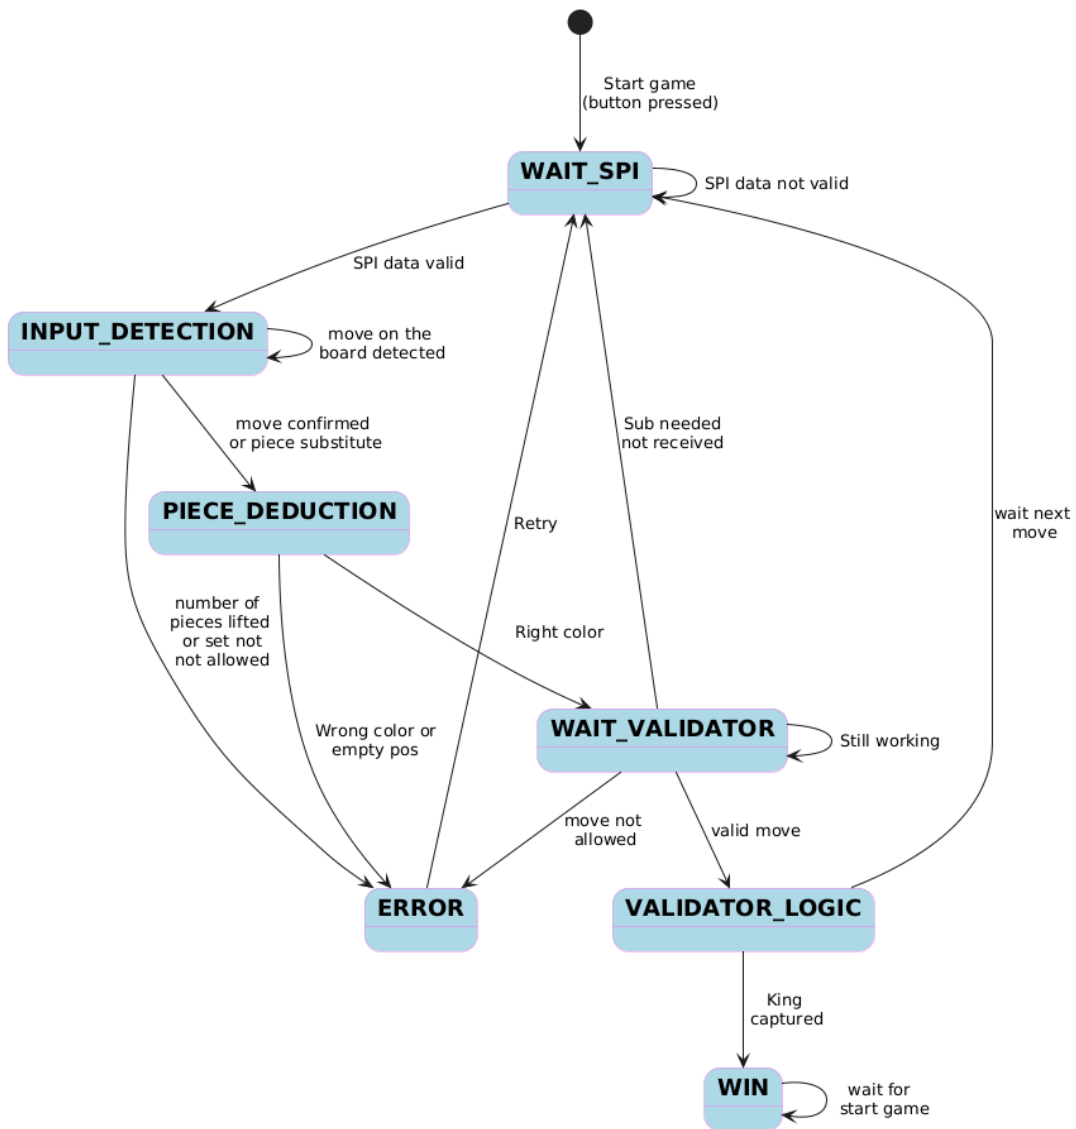 Start game
(button pressed)
WAIT_SPI
SPI data not valid
SPI data valid
INPUT_DETECTION
move on the
board detected
move confirmed
or piece substitute
Sub needed
not received
PIECE_DEDUCTION
Retry
wait next
move
number of
pieces lifted
or set not
not allowed
Right color
Wrong color or
empty pos
WAIT_VALIDATOR
Still working
move not
allowed
valid move
ERROR
VALIDATOR_LOGIC
King
captured
WIN
wait for
start game